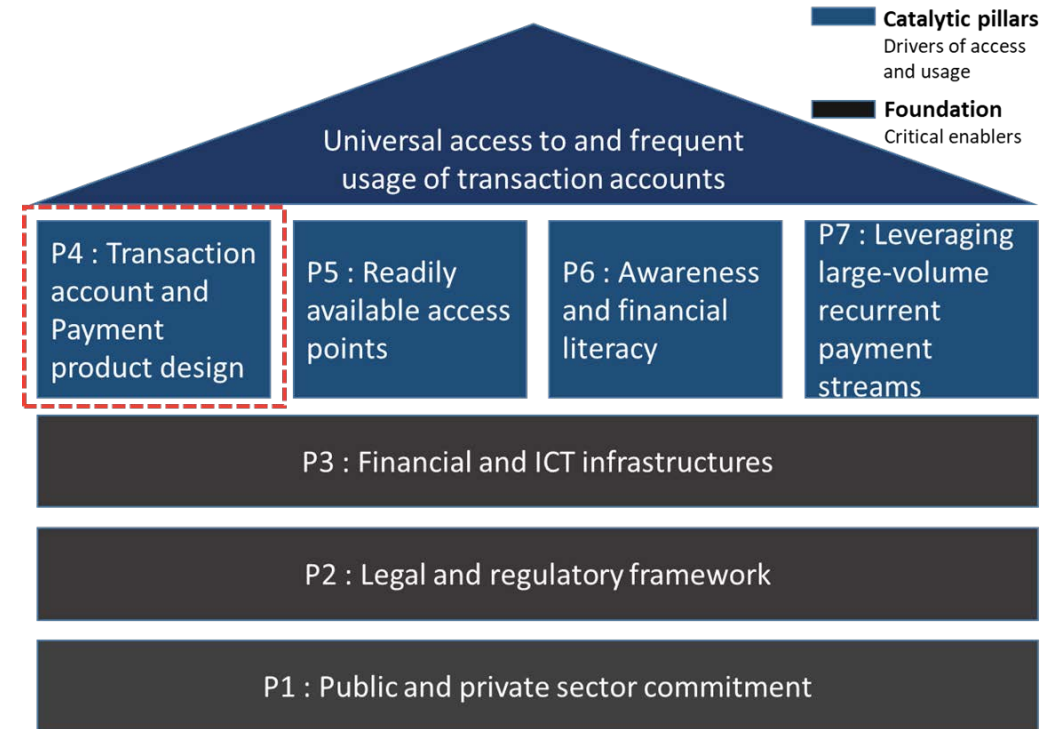 Catalytic pillars
Drivers of access
and usage
Foundation
Critical enablers
Universal access to and frequent
usage of transaction accounts
P4 : Transaction
account and
Payment
product design
P5 : Readily
available access
points
P6 : Awareness
and financial
literacy
P7 : Leveraging
large-volume
recurrent
payment
streams
P3 : Financial and ICT infrastructures
P2 : Legal and regulatory framework
P1 : Public and private sector commitment